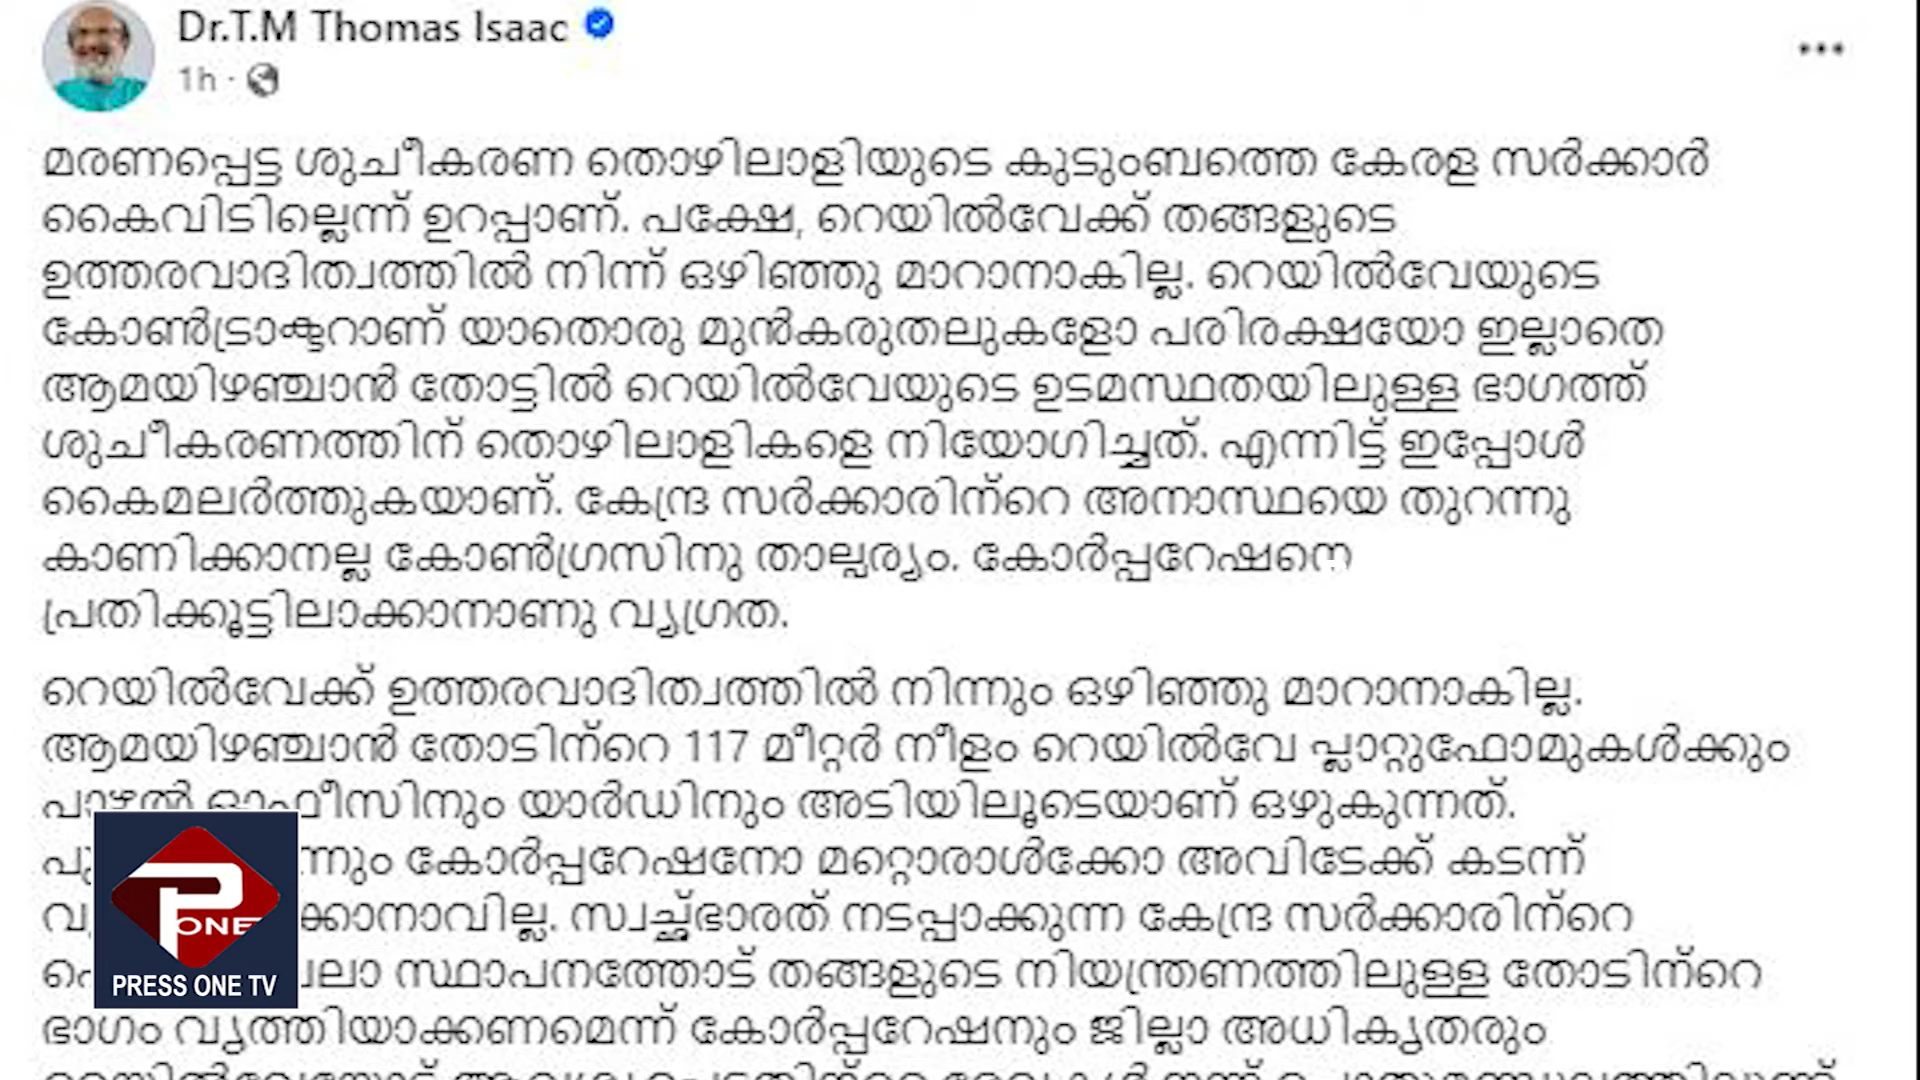 Dr.T.M Thomas Isaac
1h ·
മരണപ്പെട്ട ശുചീകരണ തൊഴിലാളിയുടെ കുടുംബത്തെ കേരള സർക്കാർ
കൈവിടില്ലെന്ന് ഉറപ്പാണ്. പക്ഷേ, റെയിൽവേക്ക് തങ്ങളുടെ
ഉത്തരവാദിത്വത്തിൽ നിന്ന് ഒഴിഞ്ഞു മാറാനാകില്ല. റെയിൽവേയുടെ
കോൺട്രാക്ടറാണ് യാതൊരു മുൻകരുതലുകളോ പരിരക്ഷയോ ഇല്ലാതെ
ആമയിഴഞ്ചാൻ തോട്ടിൽ റെയിൽവേയുടെ ഉടമസ്ഥതയിലുള്ള ഭാഗത്ത്
ശുചീകരണത്തിന് തൊഴിലാളികളെ നിയോഗിച്ചത്. എന്നിട്ട് ഇപ്പോൾ
കൈമലർത്തുകയാണ്. കേന്ദ്ര സർക്കാരിന്റെ അനാസ്ഥയെ തുറന്നു
കാണിക്കാനല്ല കോൺഗ്രസിനു താല്പര്യം. കോർപ്പറേഷനെ
പ്രതിക്കൂട്ടിലാക്കാനാണു വ്യഗ്രത.
റെയിൽവേക്ക് ഉത്തരവാദിത്വത്തിൽ നിന്നും ഒഴിഞ്ഞു മാറാനാകില്ല.
ആമയിഴഞ്ചാൻ തോടിന്റെ 117 മീറ്റർ നീളം റെയിൽവേ പ്ലാറ്റുഫോമുകൾക്കും
യാർഡിനും അടിയിലൂടെയാണ് ഒഴുകുന്നത്.
കോർപ്പറേഷനോ മറ്റൊരാൾക്കോ അവിടേക്ക് കടന്ന്
സ്വച്ഛ്ഭാരത് നടപ്പാക്കുന്ന കേന്ദ്ര സർക്കാരിന്റെ
സ്ഥാപനത്തോട് തങ്ങളുടെ നിയന്ത്രണത്തിലുള്ള തോടിന്റെ
ഭാഗം വൃത്തിയാക്കണമെന്ന് കോർപ്പറേഷനും ജില്ലാ അധികൃതരും
P ONE
PRESS ONE TV